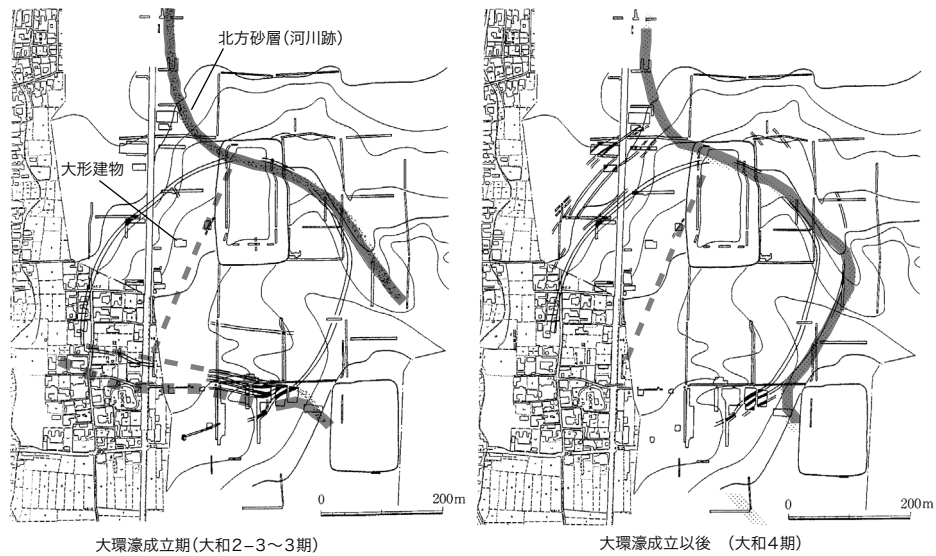 北方砂層（河川跡）
大形建物
0 200m
大環濠成立期（大和2−3〜3期）
0 200m
大環濠成立以後　（大和4期）